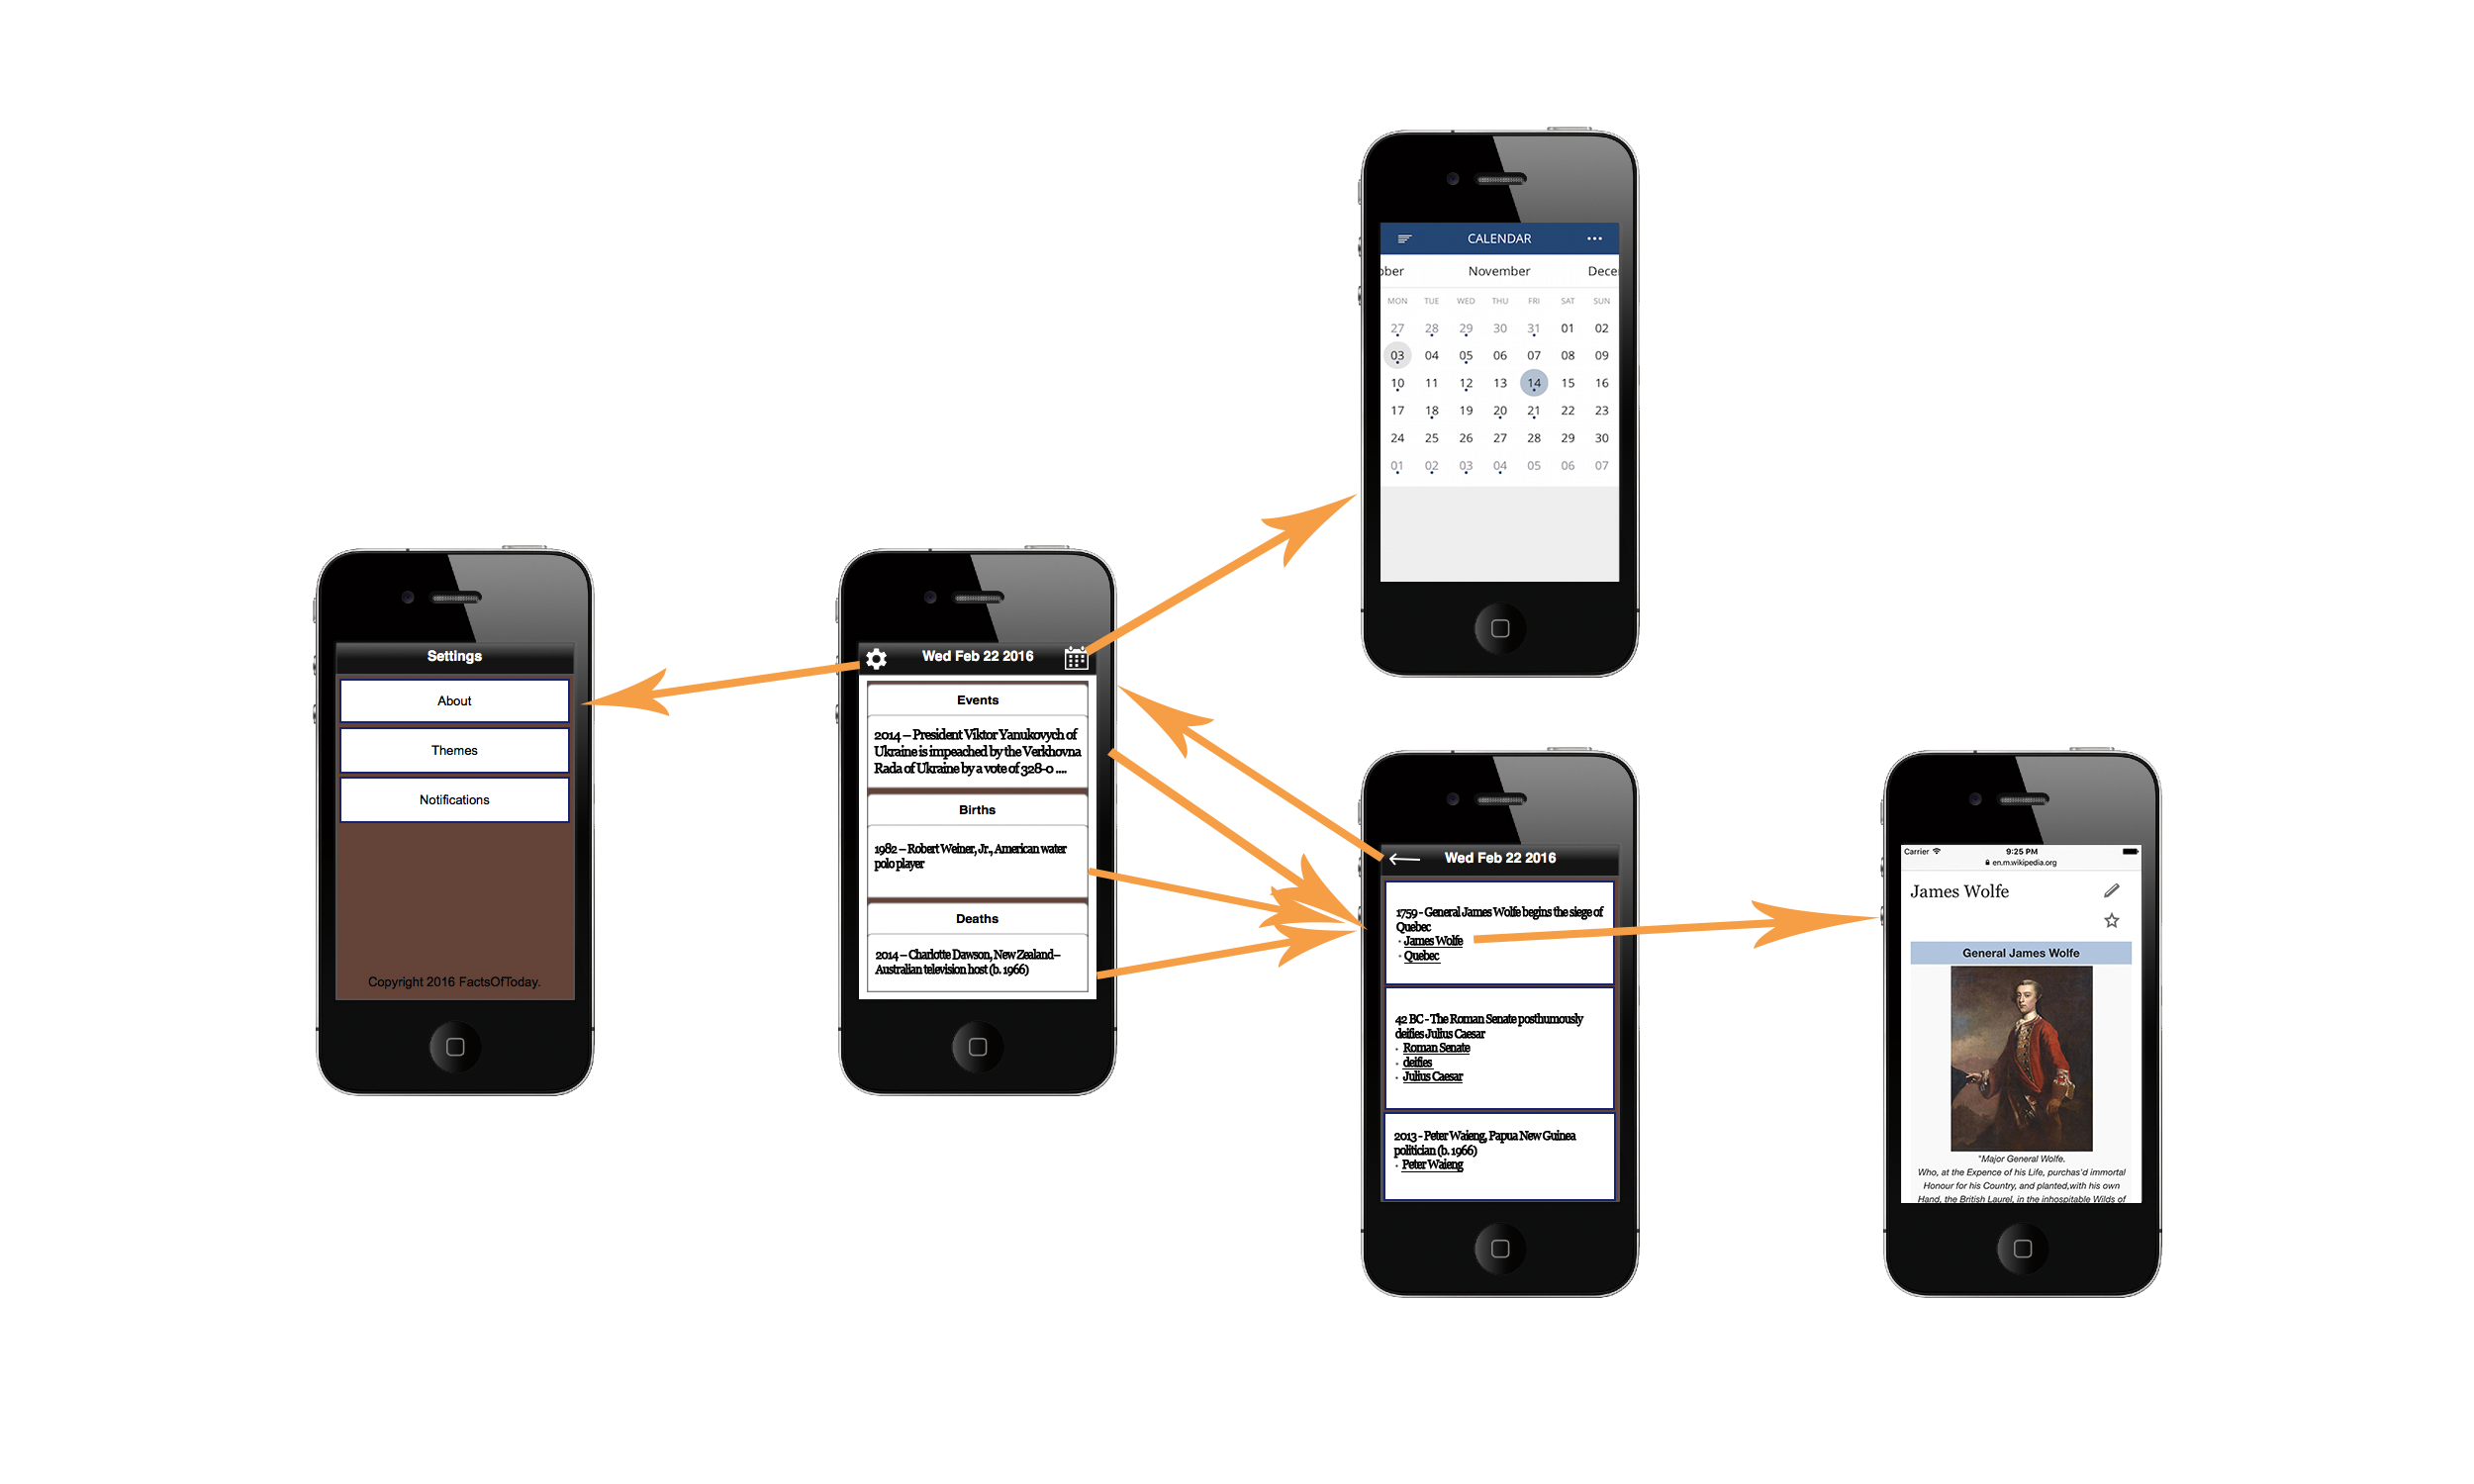 Settings
About
Themes
Notifications
Copyright 2016 FactsOfToday.
Wed Feb 22 2016
Events
2014 – President Viktor Yanukovych of
Ukraine is impeached by the Verkhovna
Rada of Ukraine by a vote of 328-0 ....
Births
1982 – Robert Weiner, Jr., American water
polo player
Deaths
2014 – Charlotte Dawson, New Zealand–
Australian television host (b. 1966)
CALENDAR
ober November Decem
MON TUE WED THU FRI SAT SUN
27 28 29 30 31 01 02
03 04 05 06 07 08 09
10 11 12 13 14 15 16
17 18 19 20 21 22 23
24 25 26 27 28 29 30
01 02 03 04 05 06 07
Wed Feb 22 2016
1759 - General James Wolfe begins the siege of
Quebec
· James Wolfe
· Quebec
42 BC - The Roman Senate posthumously
deifies Julius Caesar
· Roman Senate
· deifies
· Julius Caesar
2013 - Peter Waieng, Papua New Guinea
politician (b. 1966)
· Peter Waieng
Carrier 9:25 PM
en.m.wikipedia.org
James Wolfe
General James Wolfe
"Major General Wolfe.
Who, at the Expence of his Life, purchas'd immortal
Honour for his Country, and planted,with his own
Hand, the British Laurel, in the inhospitable Wilds of